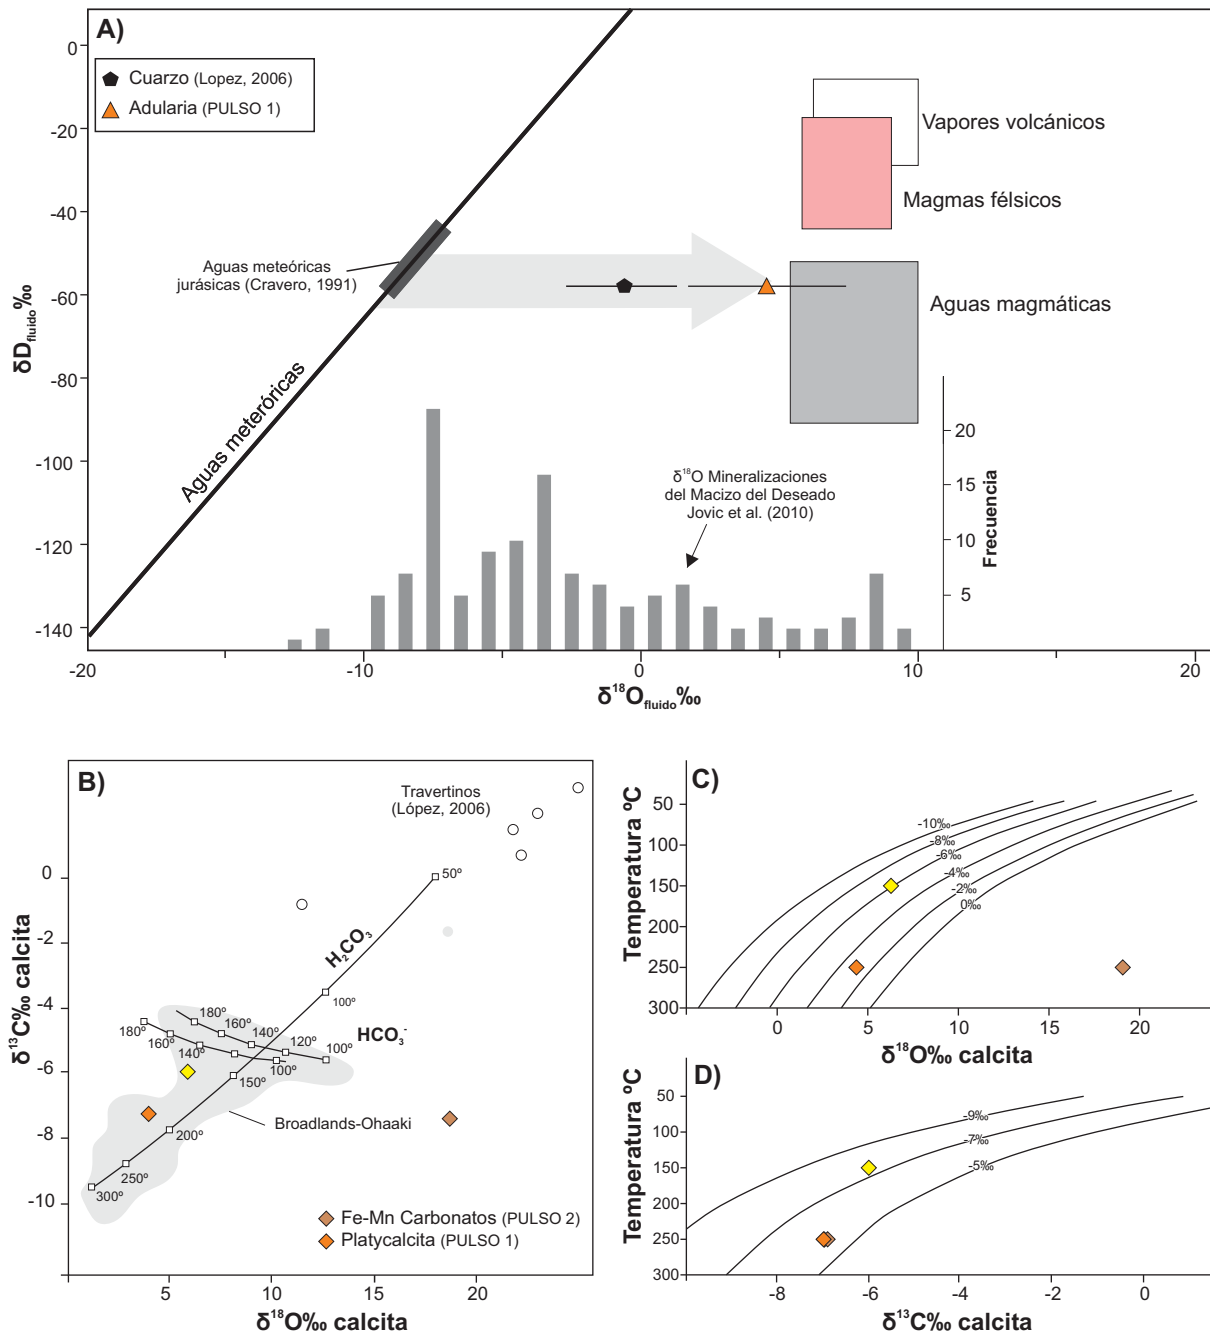 A)
Cuarzo (Lopez, 2006)
Adularia (PULSO 1)
Vapores volcánicos
Magmas félsicos
Aguas magmáticas
Aguas meteóricas
jurásicas (Cravero, 1991)
Aguas meteróricas
δ¹⁸O Mineralizaciones
del Macizo del Deseado
Jovic et al. (2010)
δD fluido‰
0
-20
-40
-60
-80
-100
-120
-140
Frecuencia
20
15
10
5
-20
-10
0
10
20
δ¹⁸O fluido‰
B)
Travertinos
(López, 2006)
δ¹³C‰ calcita
0
-2
-4
-6
-8
-10
50º
H₂CO₃
100º
HCO₃⁻
180º
160º
140º
120º
100º
180º
160º
140º
100º
150º
200º
250º
300º
Broadlands-Ohaaki
Fe-Mn Carbonatos (PULSO 2)
Platycalcita (PULSO 1)
5
10
15
20
δ¹⁸O‰ calcita
C)
Temperatura ºC
50
100
150
200
250
300
-10‰
-8‰
-6‰
-4‰
-2‰
0‰
0
5
10
15
20
δ¹⁸O‰ calcita
D)
Temperatura ºC
50
100
150
200
250
300
-9‰
-7‰
-5‰
-8
-6
-4
-2
0
δ¹³C‰ calcita